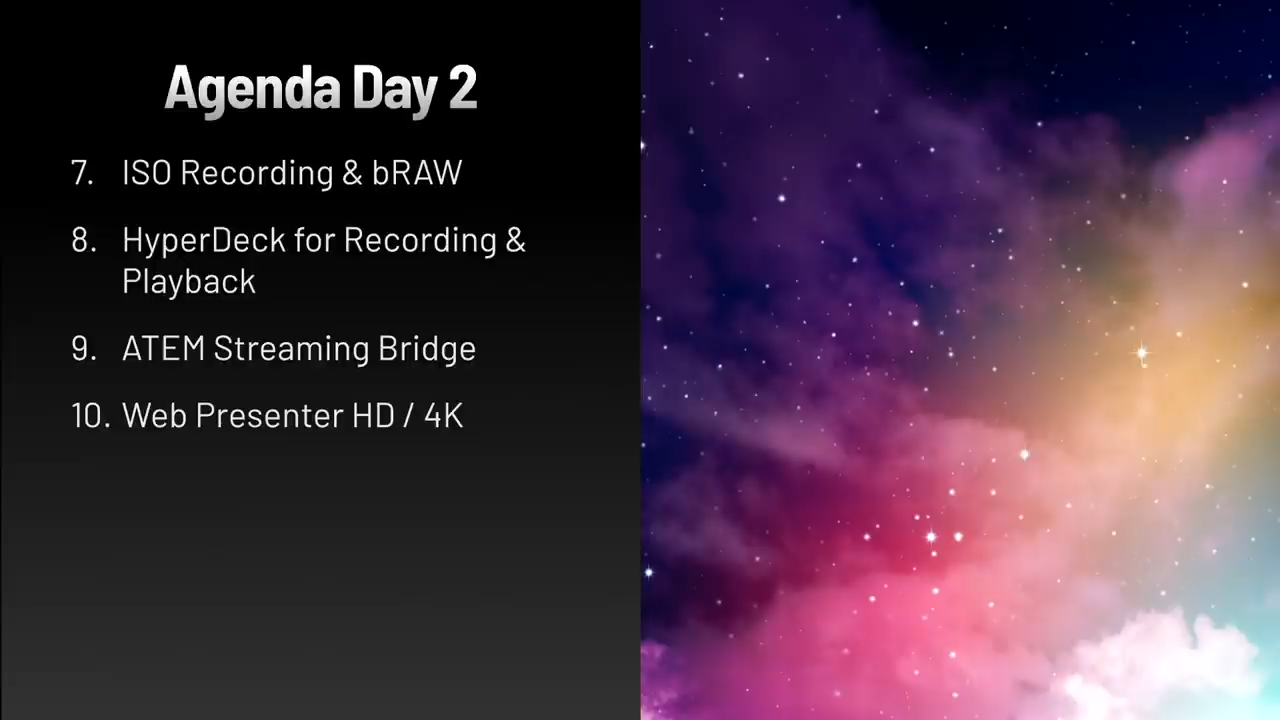 Agenda Day 2
7. ISO Recording & bRAW
8. HyperDeck for Recording &
Playback
9. ATEM Streaming Bridge
10. Web Presenter HD / 4K